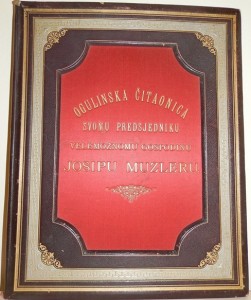 OGULINSKA ČITAONICA
SVOMU PREDSJEDNIKU
VELEMOŽNOMU GOSPODINU
JOSIPU MUZLERU